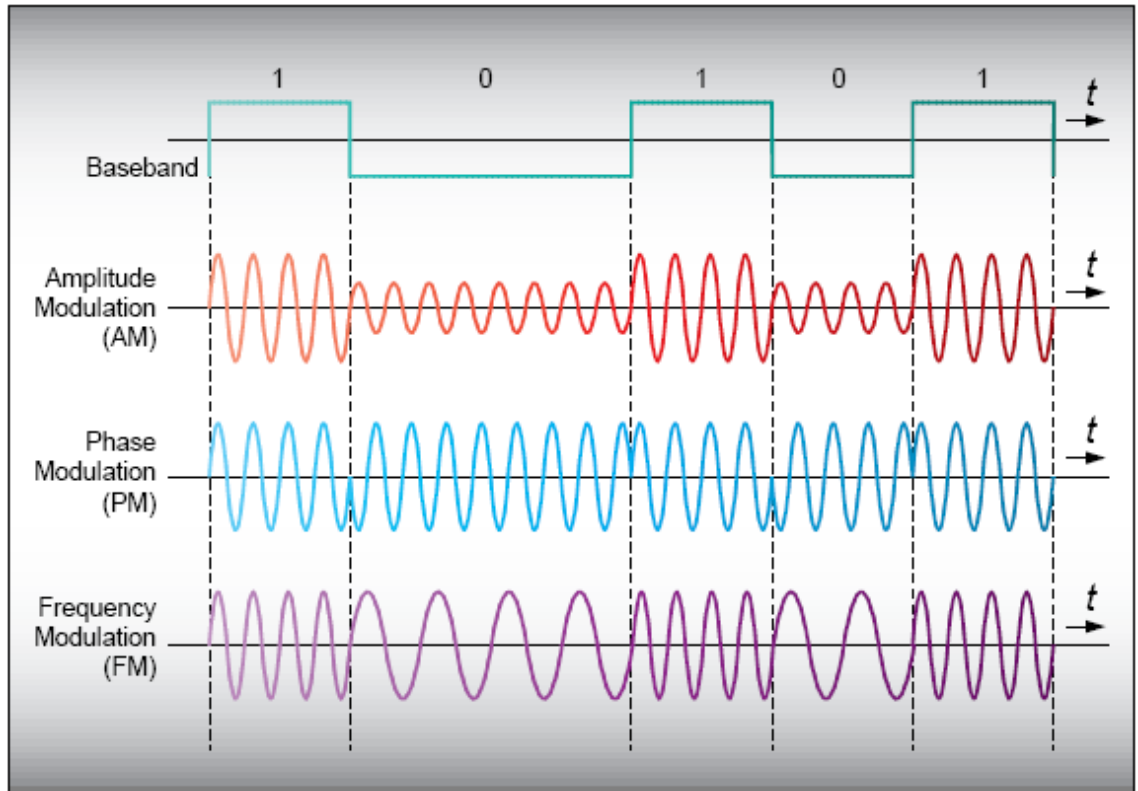 1 0 1 0 1
t
Baseband
t
Amplitude
Modulation
(AM)
t
Phase
Modulation
(PM)
t
Frequency
Modulation
(FM)